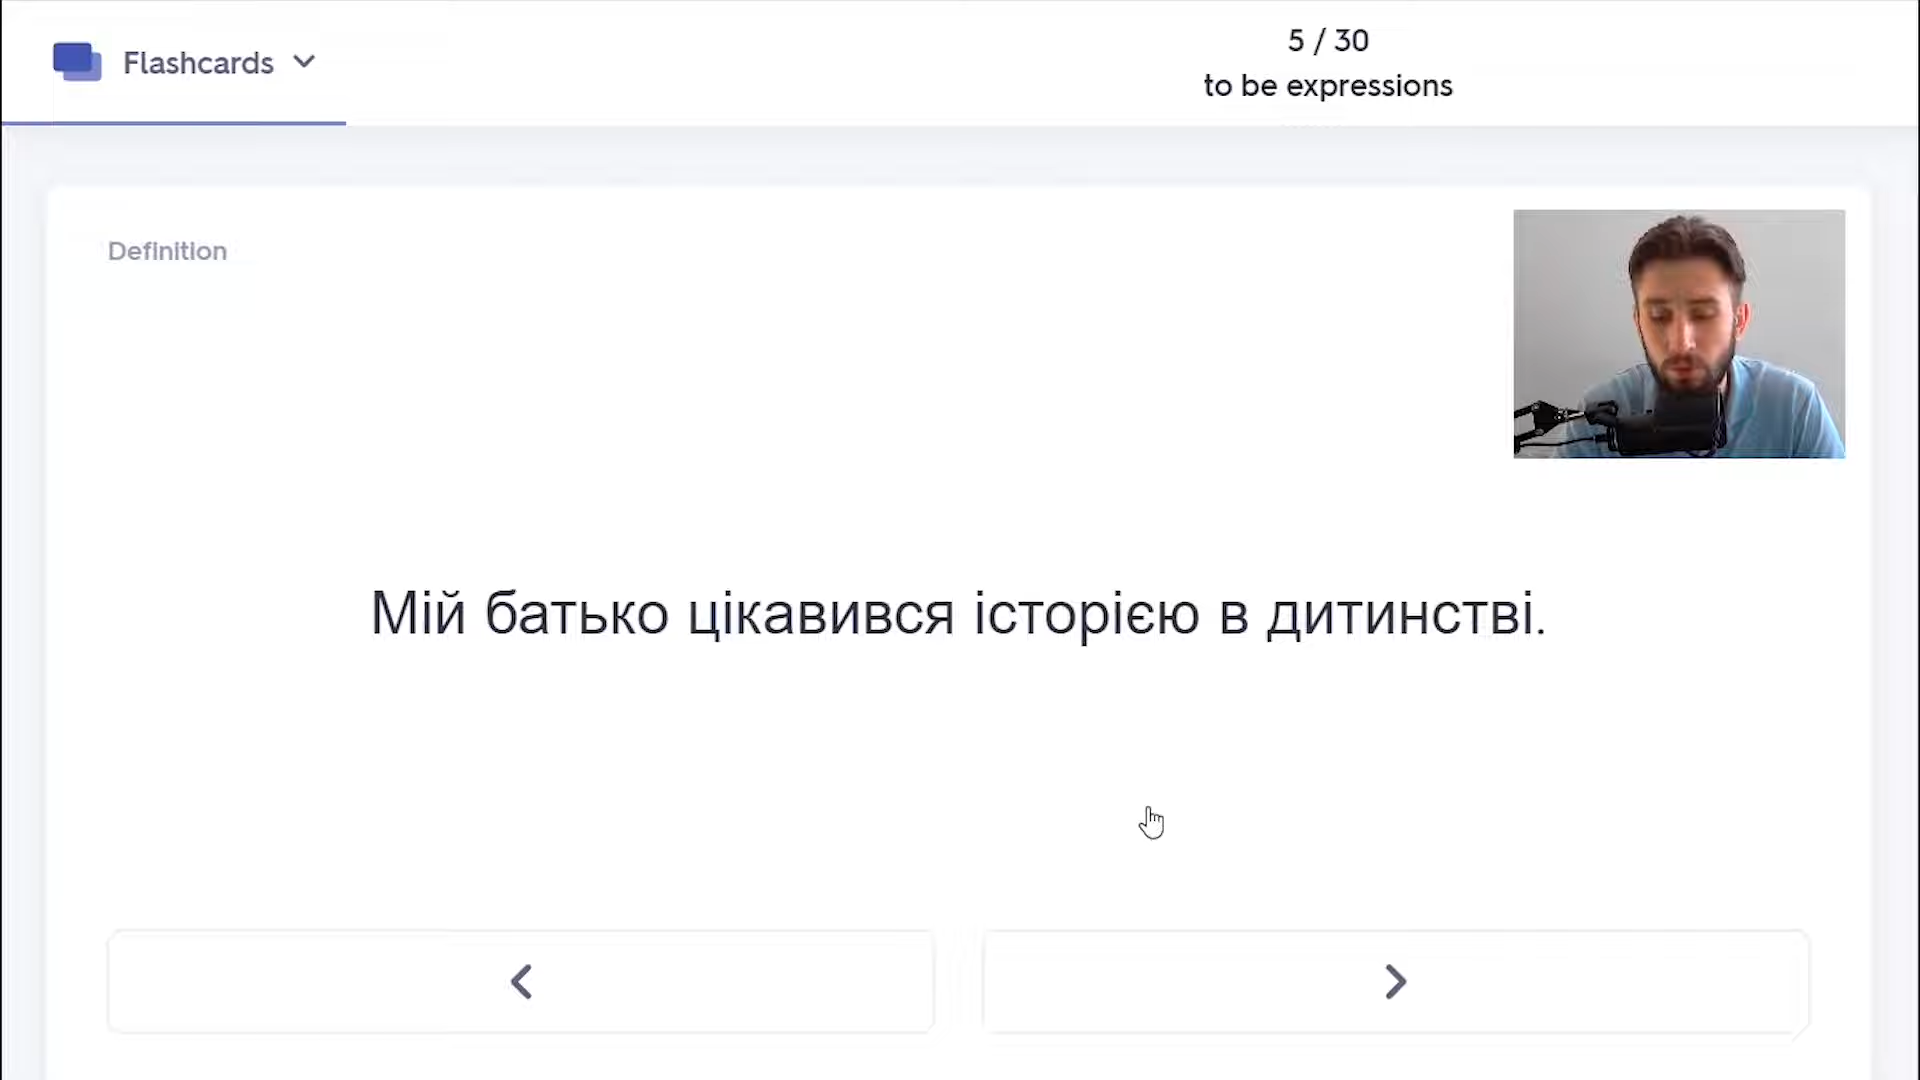 Flashcards
5 / 30
to be expressions
Definition
Мій батько цікавився історією в дитинстві.